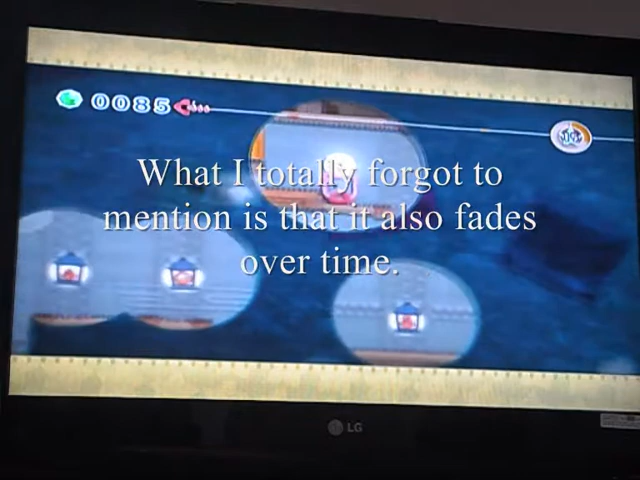 0085
What I totally forgot to
mention is that it also fades
over time.
LG